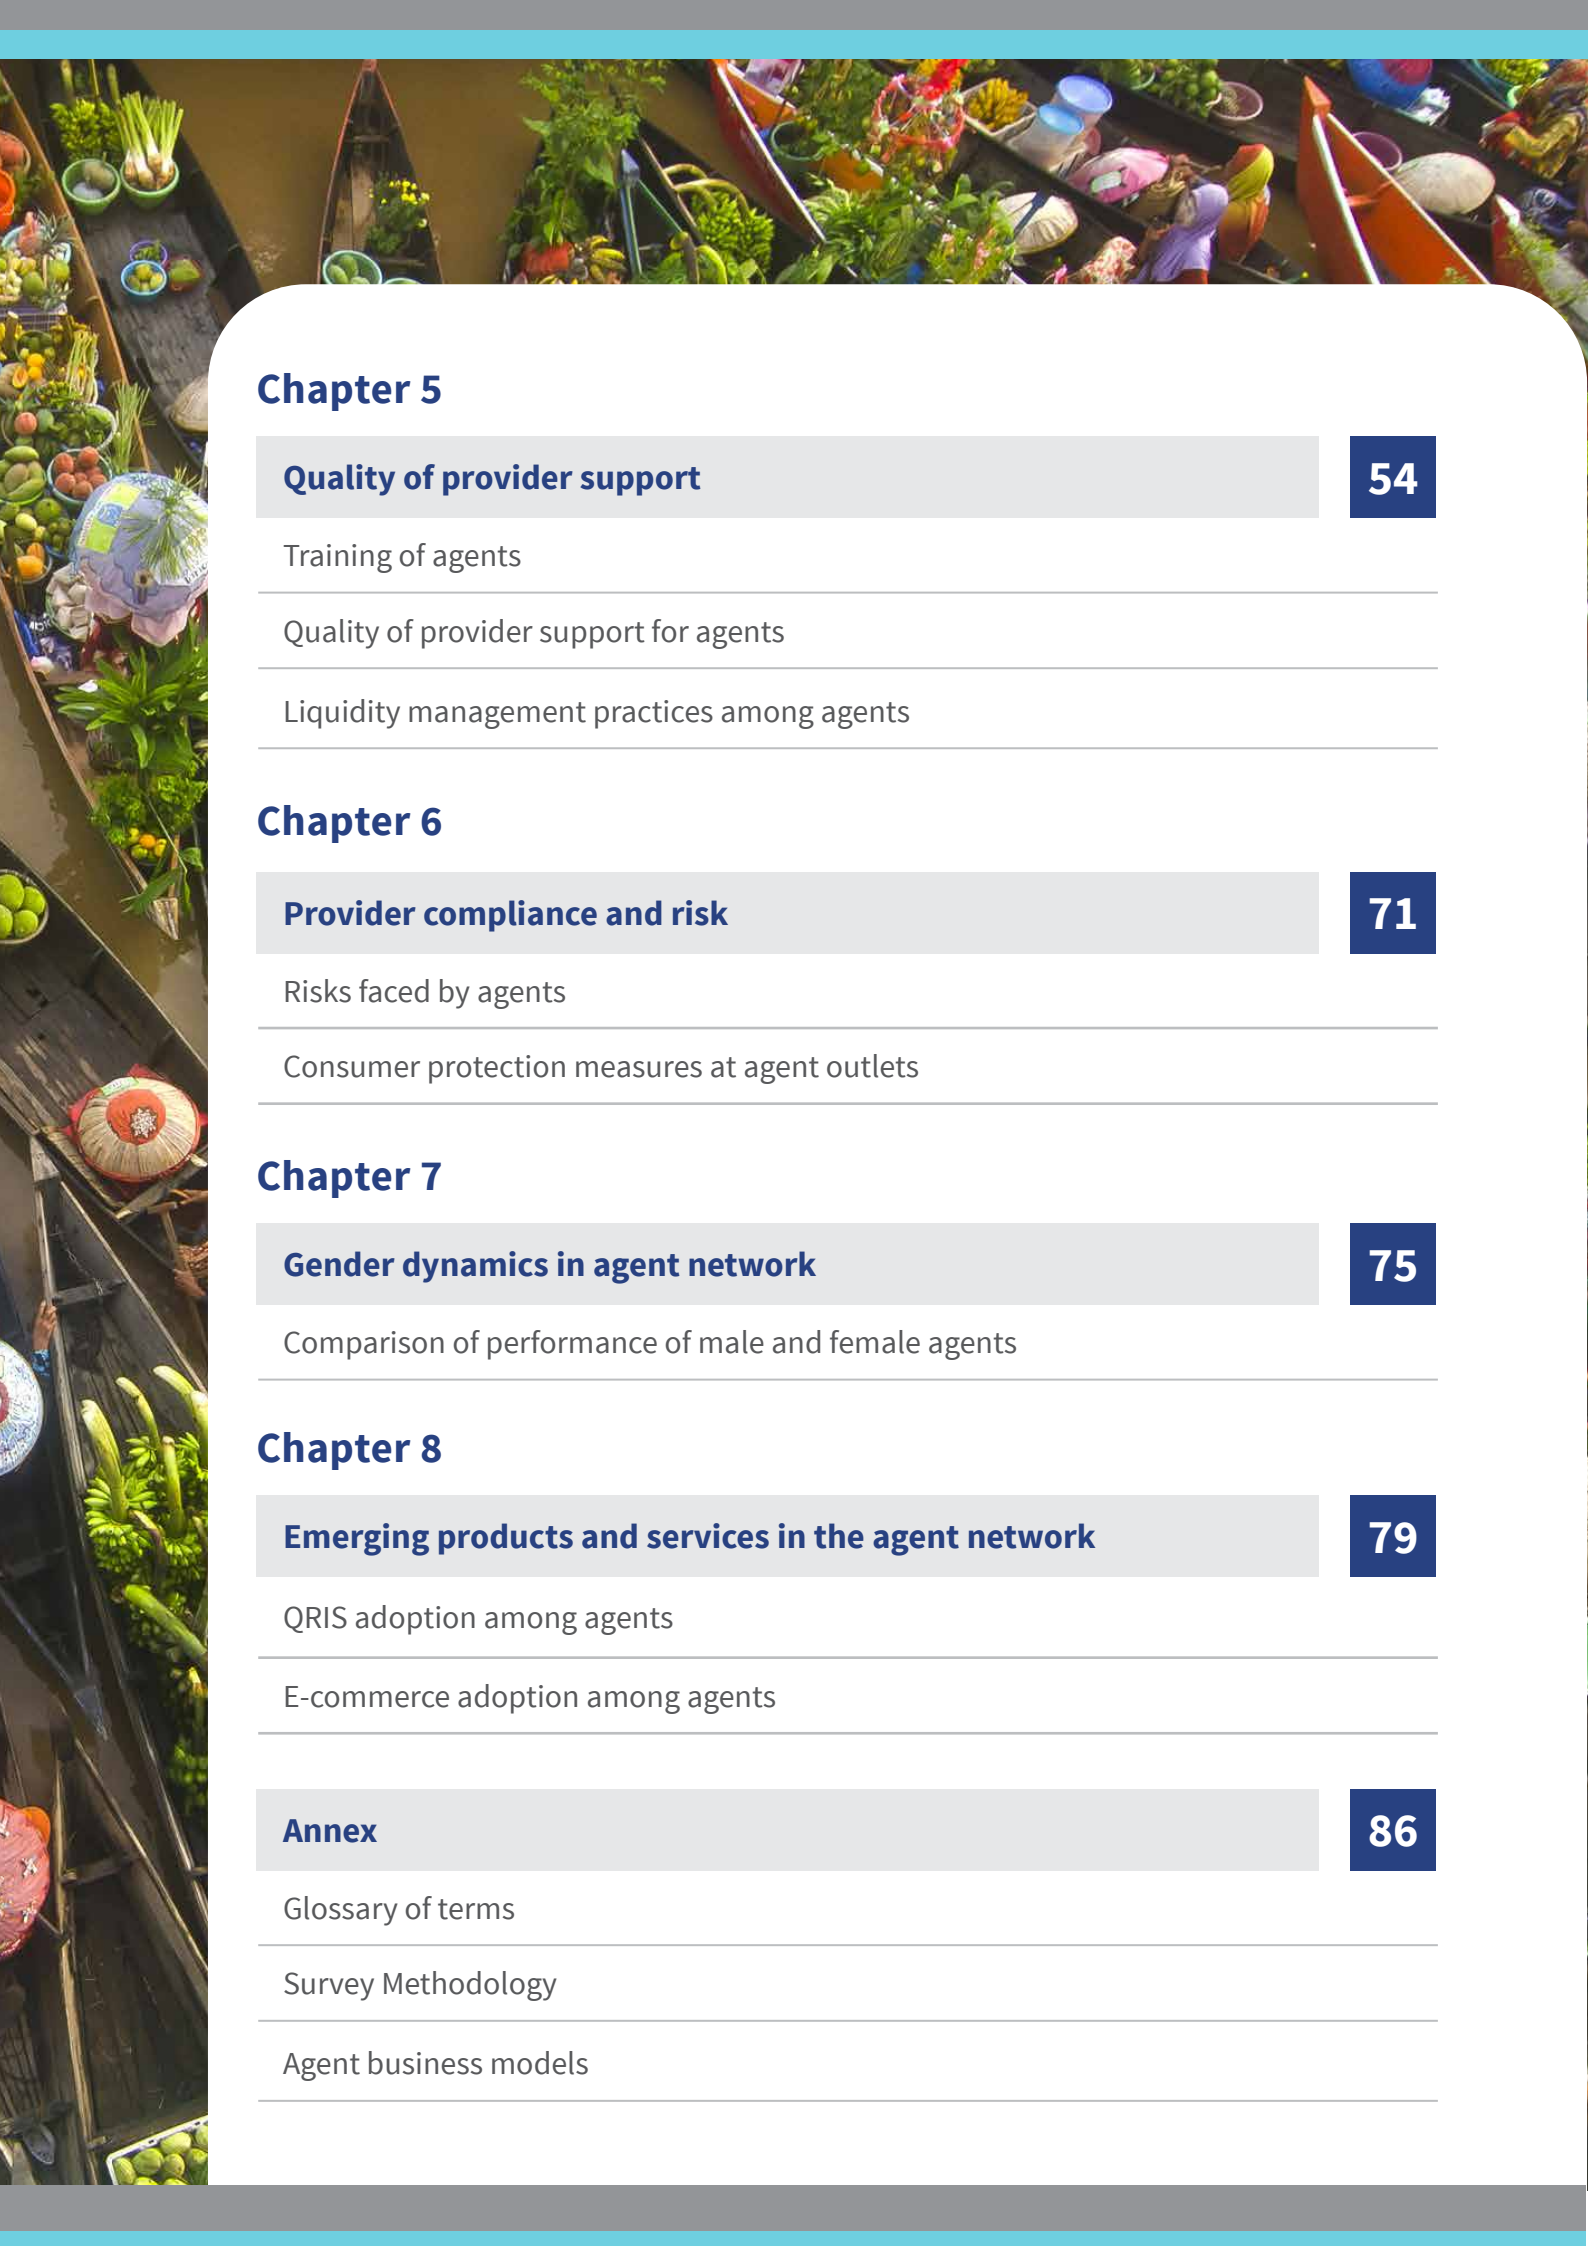 Chapter 5
Quality of provider support
54
Training of agents
Quality of provider support for agents
Liquidity management practices among agents
Chapter 6
Provider compliance and risk
71
Risks faced by agents
Consumer protection measures at agent outlets
Chapter 7
Gender dynamics in agent network
75
Comparison of performance of male and female agents
Chapter 8
Emerging products and services in the agent network
79
QRIS adoption among agents
E-commerce adoption among agents
Annex
86
Glossary of terms
Survey Methodology
Agent business models